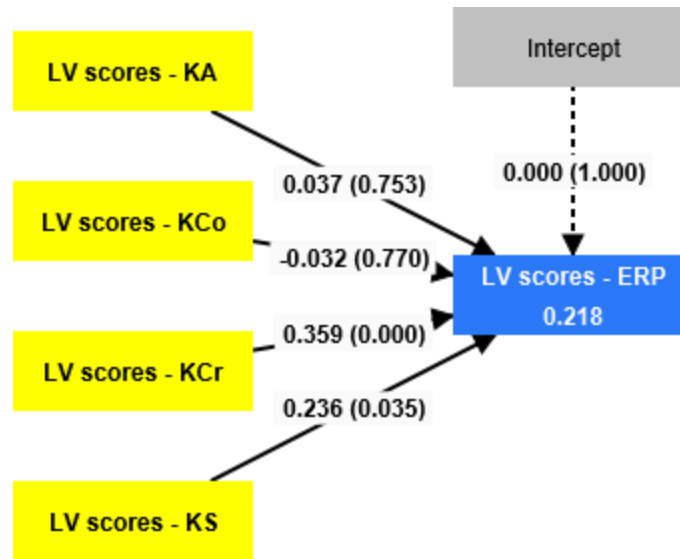 LV scores - KA
Intercept
0.037 (0.753)
0.000 (1.000)
LV scores - KCo
-0.032 (0.770)
LV scores - ERP
0.218
0.359 (0.000)
LV scores - KCr
0.236 (0.035)
LV scores - KS